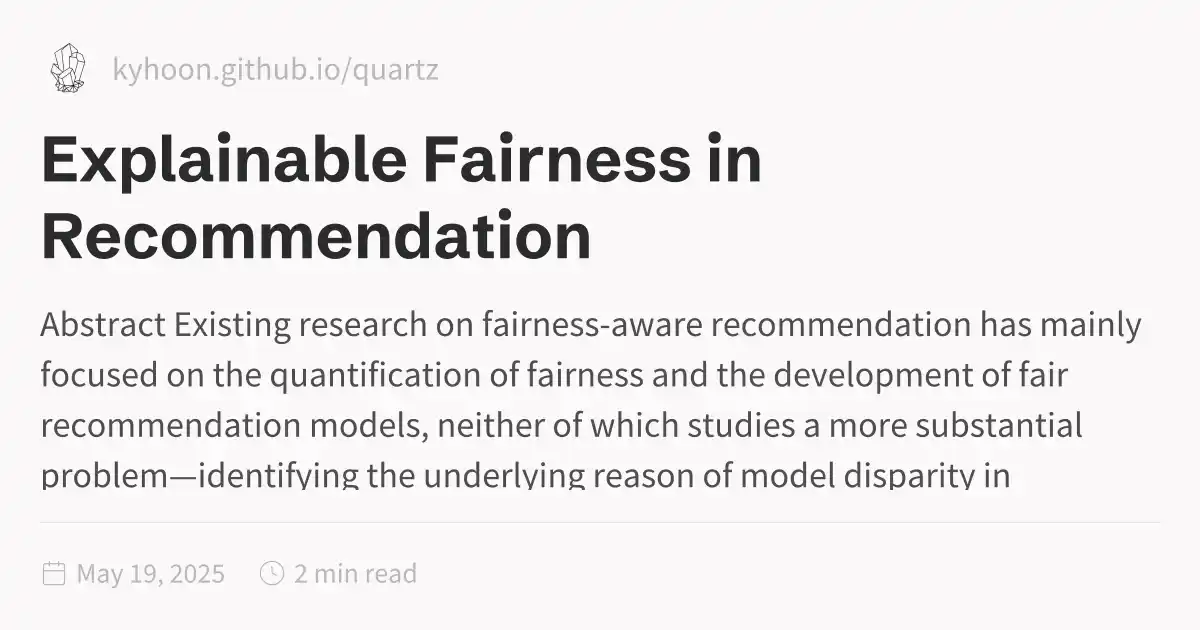 kyhoon.github.io/quartz
Explainable Fairness in
Recommendation
Abstract Existing research on fairness-aware recommendation has mainly
focused on the quantification of fairness and the development of fair
recommendation models, neither of which studies a more substantial
problem—identifying the underlying reason of model disparity in
May 19, 2025 2 min read